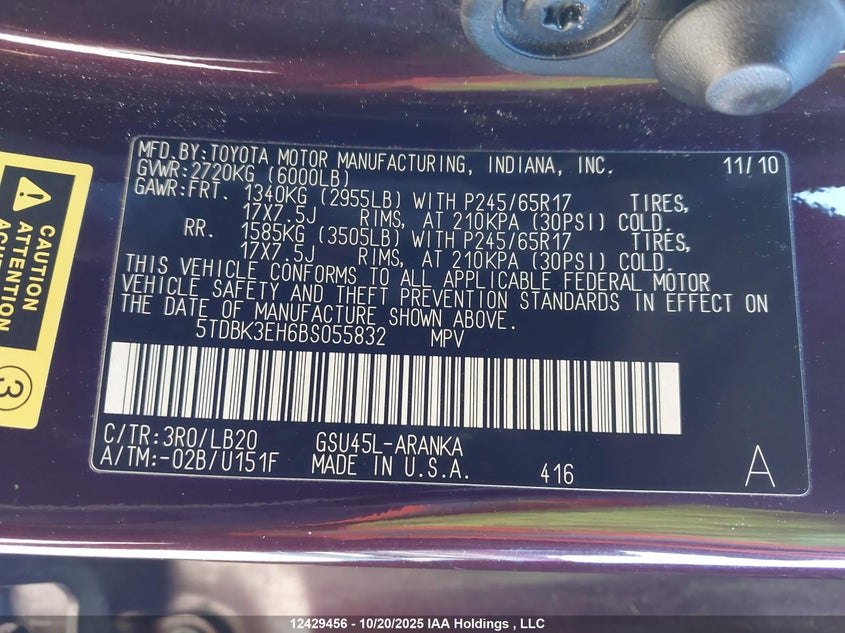 MFD.BY:TOYOTA MOTOR MANUFACTURING, INDIANA, INC. 11/10
GVWR:2720KG (6000LB)
GAWR:FRT. 1340KG (2955LB) WITH P245/65R17 TIRES,
17X7.5J RIMS, AT 210KPA (30PSI) COLD.
RR. 1585KG (3505LB) WITH P245/65R17 TIRES,
17X7.5J RIMS, AT 210KPA (30PSI) COLD.
THIS VEHICLE CONFORMS TO ALL APPLICABLE FEDERAL MOTOR
VEHICLE SAFETY AND THEFT PREVENTION STANDARDS IN EFFECT ON
THE DATE OF MANUFACTURE SHOWN ABOVE.
5TDBK3EH6BS055832 MPV
C/TR:3R0/LB20 GSU45L-ARANKA
A/TM:-02B/U151F MADE IN U.S.A. 416 A
CAUTION
ATTENTION
3
12429456 - 10/20/2025 IAA Holdings , LLC